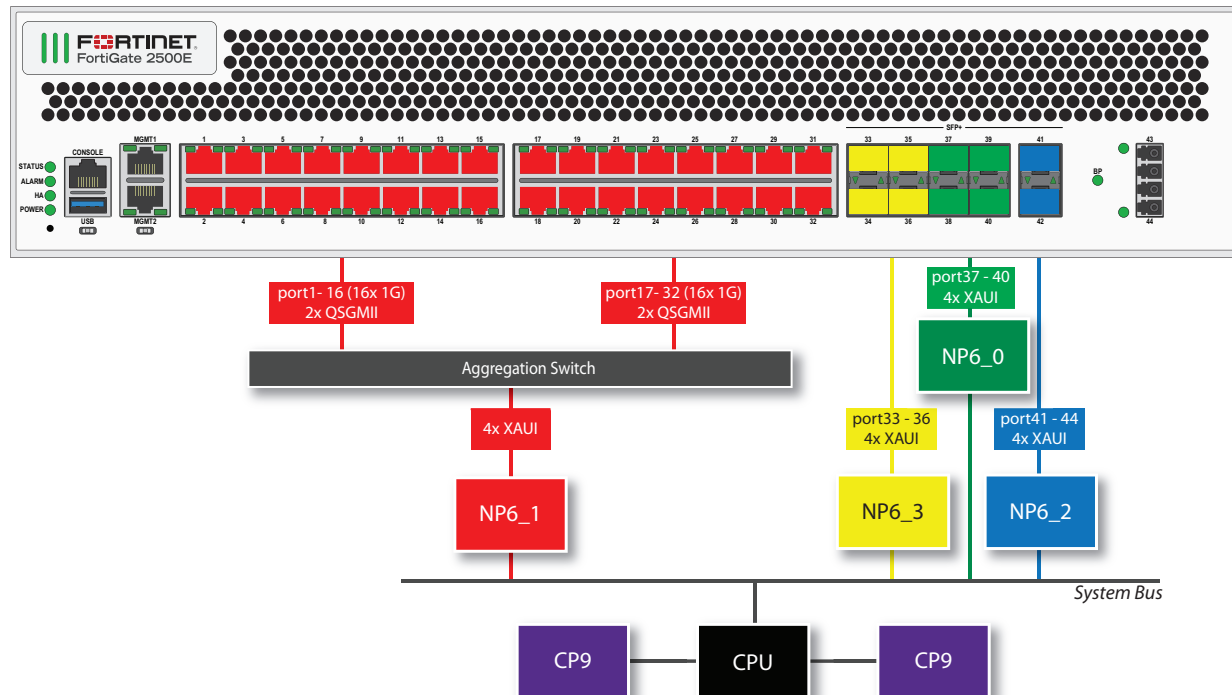 FORTINET
FortiGate 2500E
SFP+
MGMT1 1 3 5 7 9 11 13 15 17 19 21 23 25 27 29 31 33 35 37 39 41 43
CONSOLE
STATUS
ALARM
HA
POWER
BP
USB MGMT2 2 4 6 8 10 12 14 16 18 20 22 24 26 28 30 32 34 36 38 40 42 44
port1- 16 (16x 1G)
2x QSGMII
port17- 32 (16x 1G)
2x QSGMII
port37 - 40
4x XAUI
Aggregation Switch
NP6_0
4x XAUI
port33 - 36
4x XAUI
port41 - 44
4x XAUI
NP6_1
NP6_3
NP6_2
System Bus
CP9
CPU
CP9